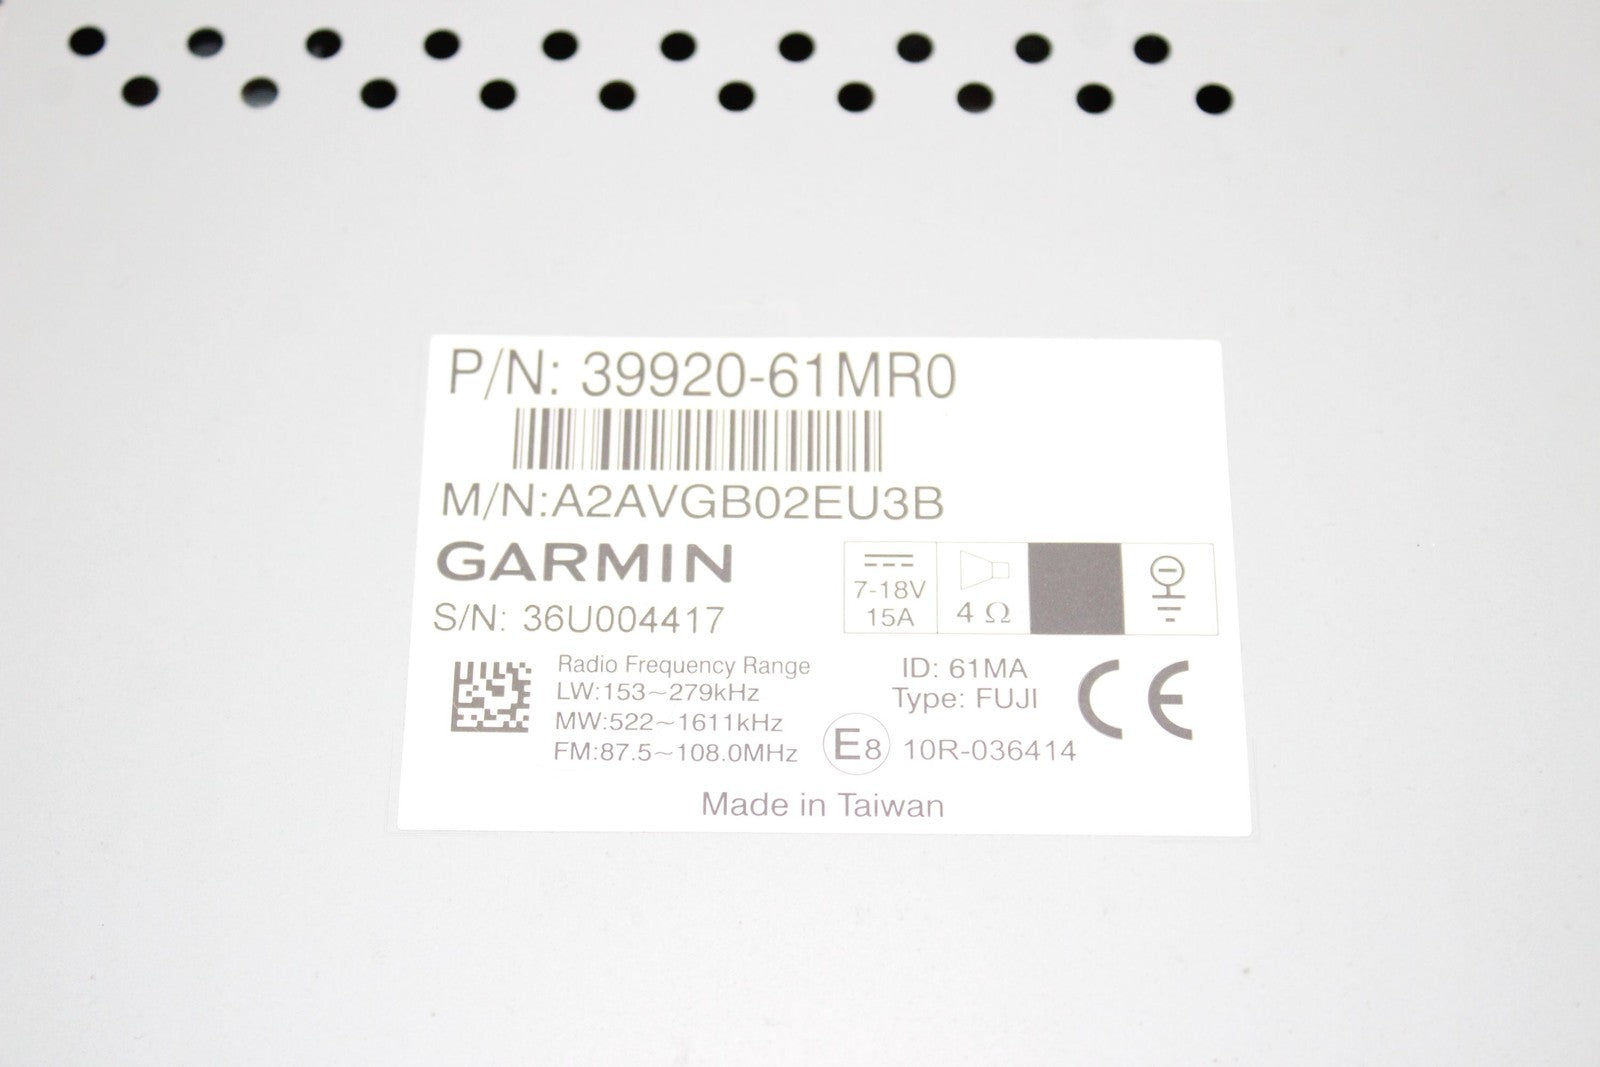 P/N: 39920-61MR0
M/N:A2AVGB02EU3B
GARMIN
S/N: 36U004417
7-18V
15A
4 Ω
Radio Frequency Range
LW:153~279kHz
MW:522~1611kHz
FM:87.5~108.0MHz
ID: 61MA
Type: FUJI
CE
E8 10R-036414
Made in Taiwan